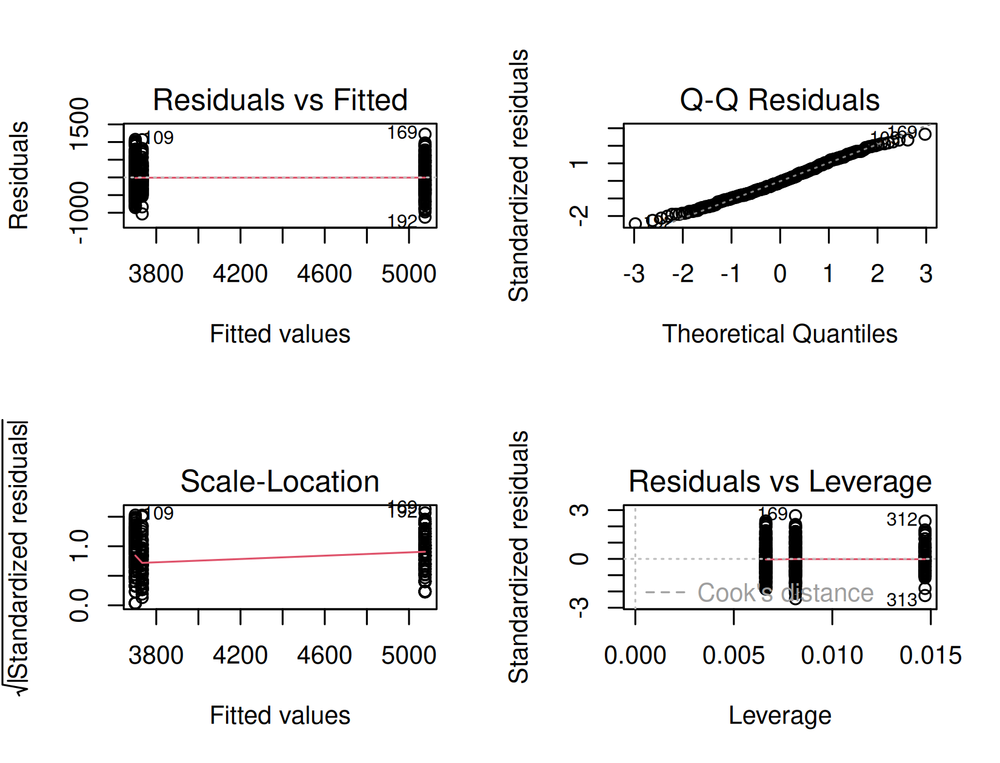 Residuals vs Fitted
Residuals
1500
-1000
109
169
192
3800
4200
4600
5000
Fitted values
Q-Q Residuals
Standardized residuals
1
-2
169
-3
-2
-1
0
1
2
3
Theoretical Quantiles
Scale-Location
√|Standardized residuals|
1.0
0.0
109
169
192
3800
4200
4600
5000
Fitted values
Residuals vs Leverage
Standardized residuals
3
0
-3
169
312
313
Cook's distance
0.000
0.005
0.010
0.015
Leverage